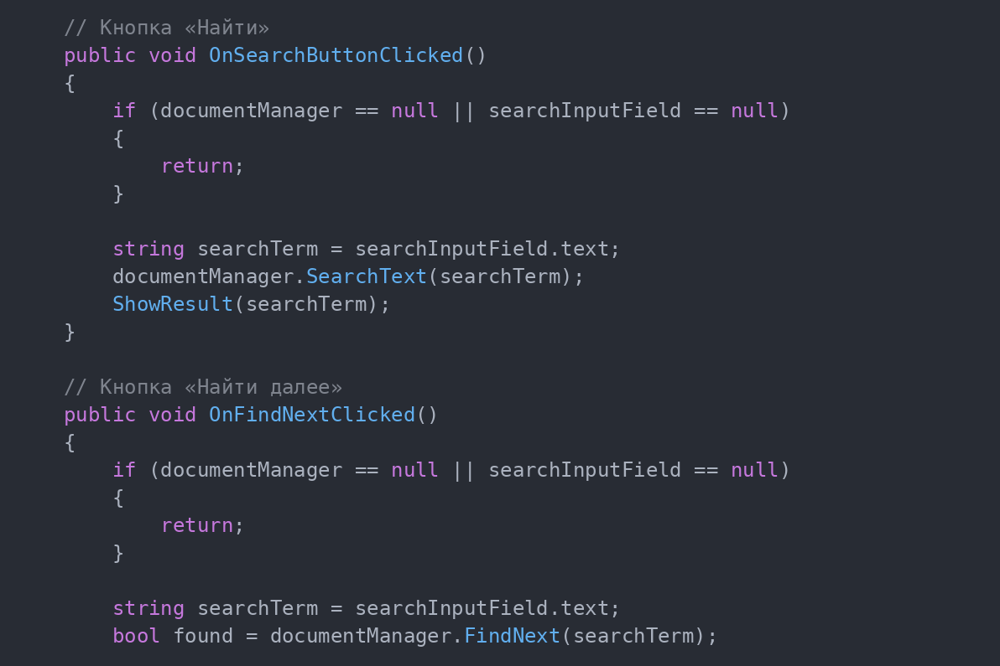 // Кнопка «Найти»
public void OnSearchButtonClicked()
{
    if (documentManager == null || searchInputField == null)
    {
        return;
    }

    string searchTerm = searchInputField.text;
    documentManager.SearchText(searchTerm);
    ShowResult(searchTerm);
}

// Кнопка «Найти далее»
public void OnFindNextClicked()
{
    if (documentManager == null || searchInputField == null)
    {
        return;
    }

    string searchTerm = searchInputField.text;
    bool found = documentManager.FindNext(searchTerm);